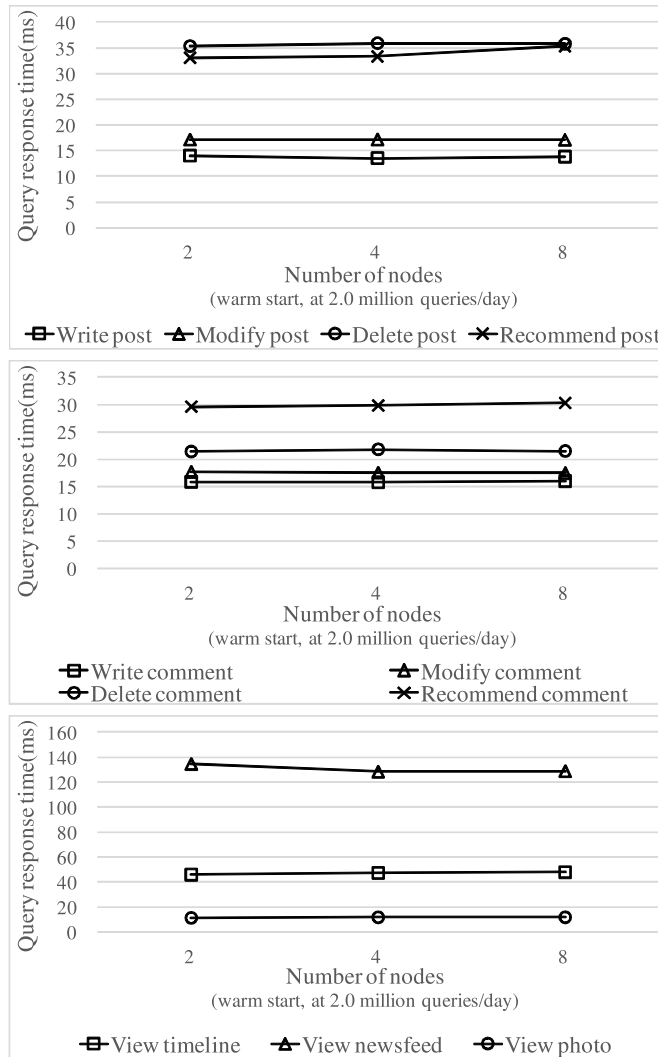 Query response time(ms)
40
35
30
25
20
15
10
5
0
2 4 8
Number of nodes
(warm start, at 2.0 million queries/day)
Write post Modify post Delete post Recommend post
Query response time(ms)
35
30
25
20
15
10
5
0
2 4 8
Number of nodes
(warm start, at 2.0 million queries/day)
Write comment Modify comment
Delete comment Recommend comment
Query response time(ms)
160
140
120
100
80
60
40
20
0
2 4 8
Number of nodes
(warm start, at 2.0 million queries/day)
View timeline View newsfeed View photo